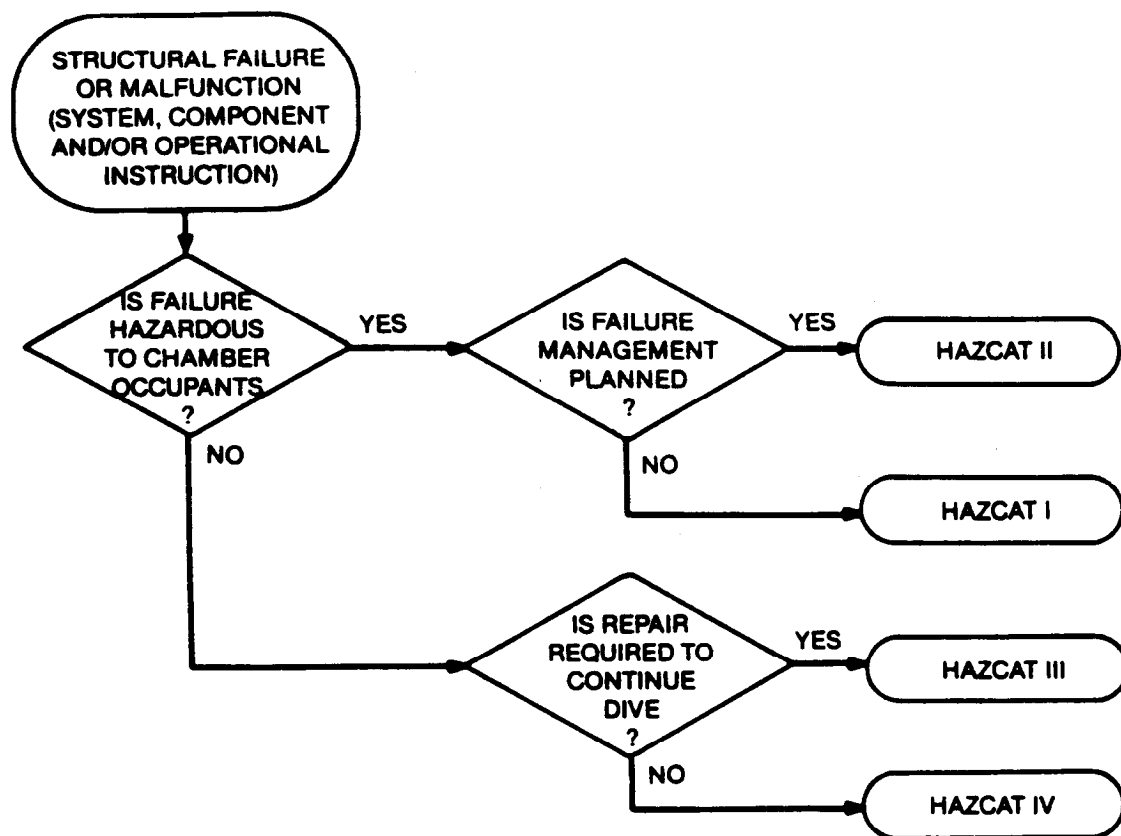 STRUCTURAL FAILURE
OR MALFUNCTION
(SYSTEM, COMPONENT
AND/OR OPERATIONAL
INSTRUCTION)
IS FAILURE
HAZARDOUS
TO CHAMBER
OCCUPANTS
?
YES
NO
IS FAILURE
MANAGEMENT
PLANNED
?
YES
HAZCAT II
NO
HAZCAT I
IS REPAIR
REQUIRED TO
CONTINUE
DIVE
?
YES
HAZCAT III
NO
HAZCAT IV